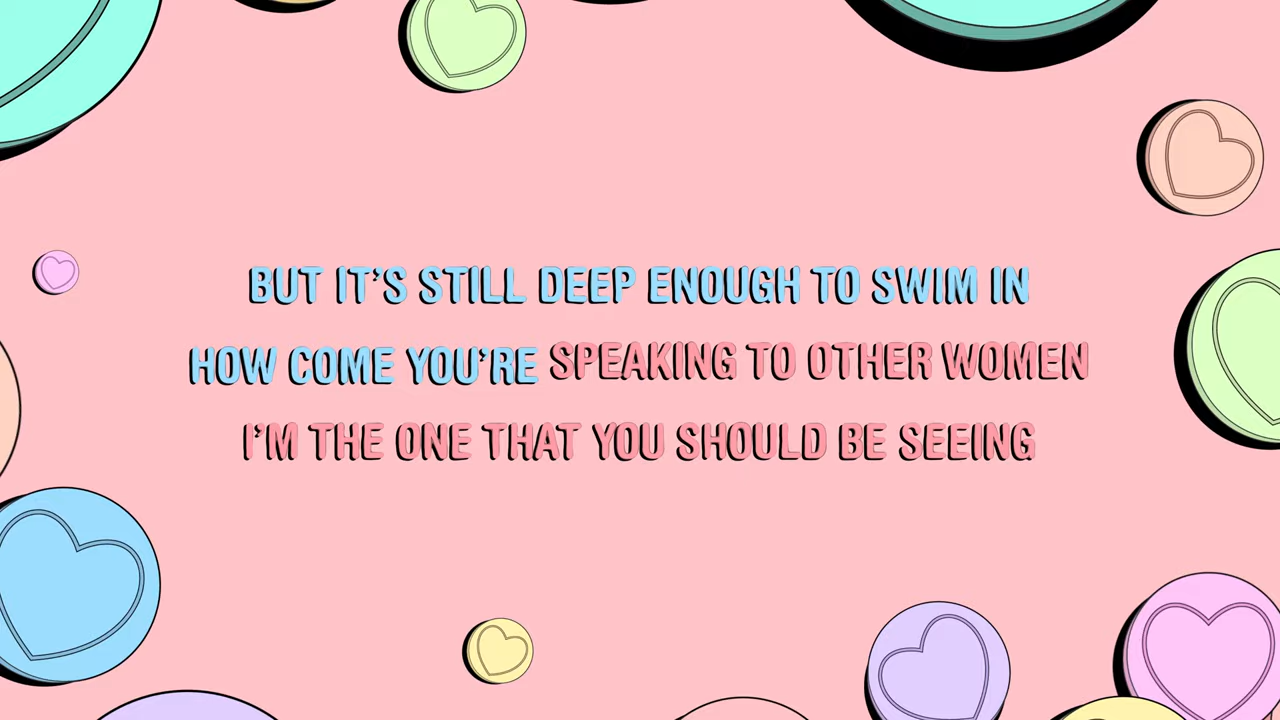 BUT IT’S STILL DEEP ENOUGH TO SWIM IN
HOW COME YOU’RE SPEAKING TO OTHER WOMEN
I’M THE ONE THAT YOU SHOULD BE SEEING